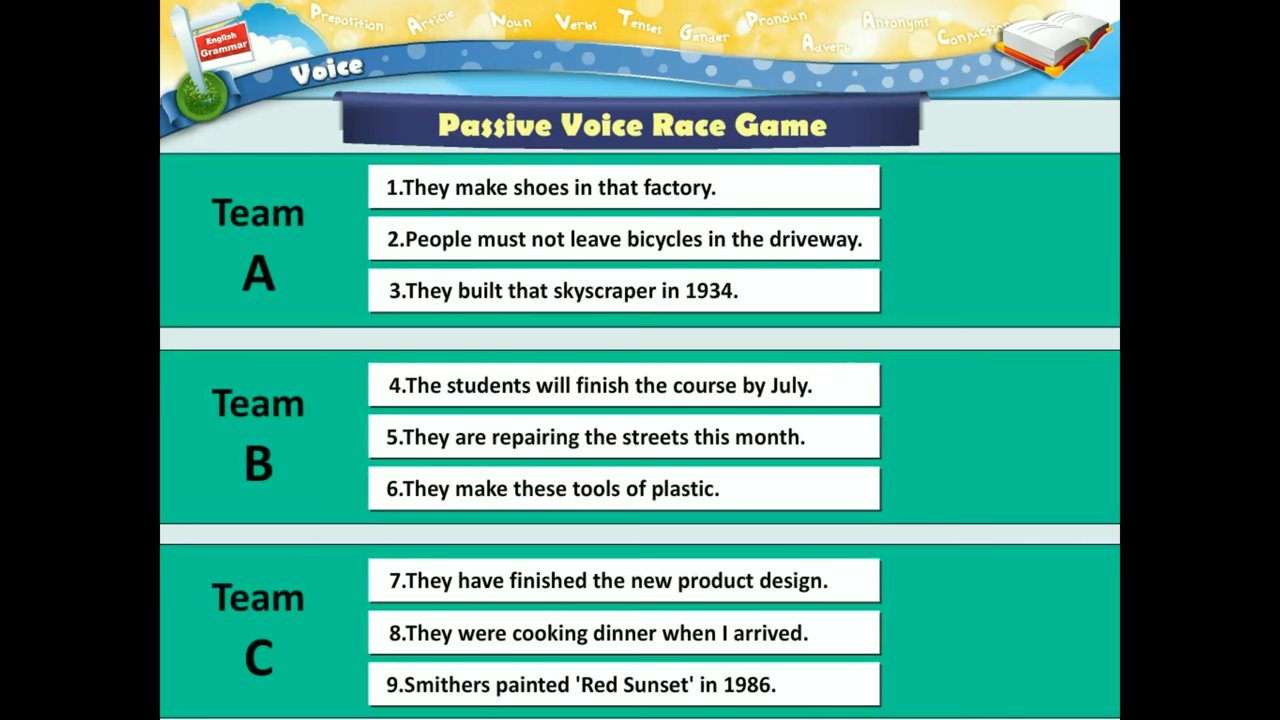 Preposition Article Noun Verbs Tenses Gender Pronoun Adverb Antonyms
English
Grammar
Voice
Passive Voice Race Game
Team
A
1.They make shoes in that factory.
2.People must not leave bicycles in the driveway.
3.They built that skyscraper in 1934.
Team
B
4.The students will finish the course by July.
5.They are repairing the streets this month.
6.They make these tools of plastic.
Team
C
7.They have finished the new product design.
8.They were cooking dinner when I arrived.
9.Smithers painted 'Red Sunset' in 1986.